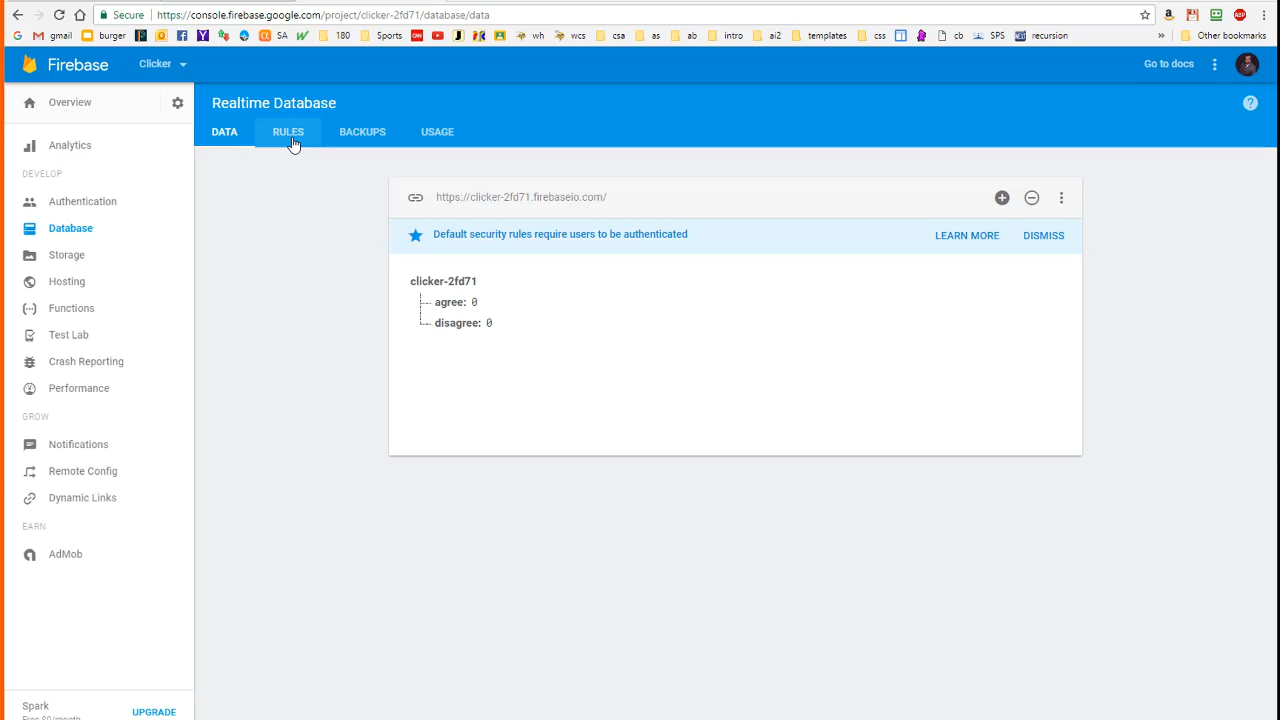 Secure https://console.firebase.google.com/project/clicker-2fd71/database/data
gmail burger SA 180 Sports wh wcs csa as ab intro ai2 templates css cb SPS recursion » Other bookmarks
Firebase Clicker Go to docs
Overview
Realtime Database
DATA RULES BACKUPS USAGE
Analytics
DEVELOP
Authentication
Database
Storage
Hosting
Functions
Test Lab
Crash Reporting
Performance
GROW
Notifications
Remote Config
Dynamic Links
EARN
AdMob
Spark
Free $0/month
UPGRADE
https://clicker-2fd71.firebaseio.com/
Default security rules require users to be authenticated LEARN MORE DISMISS
clicker-2fd71
agree: 0
disagree: 0